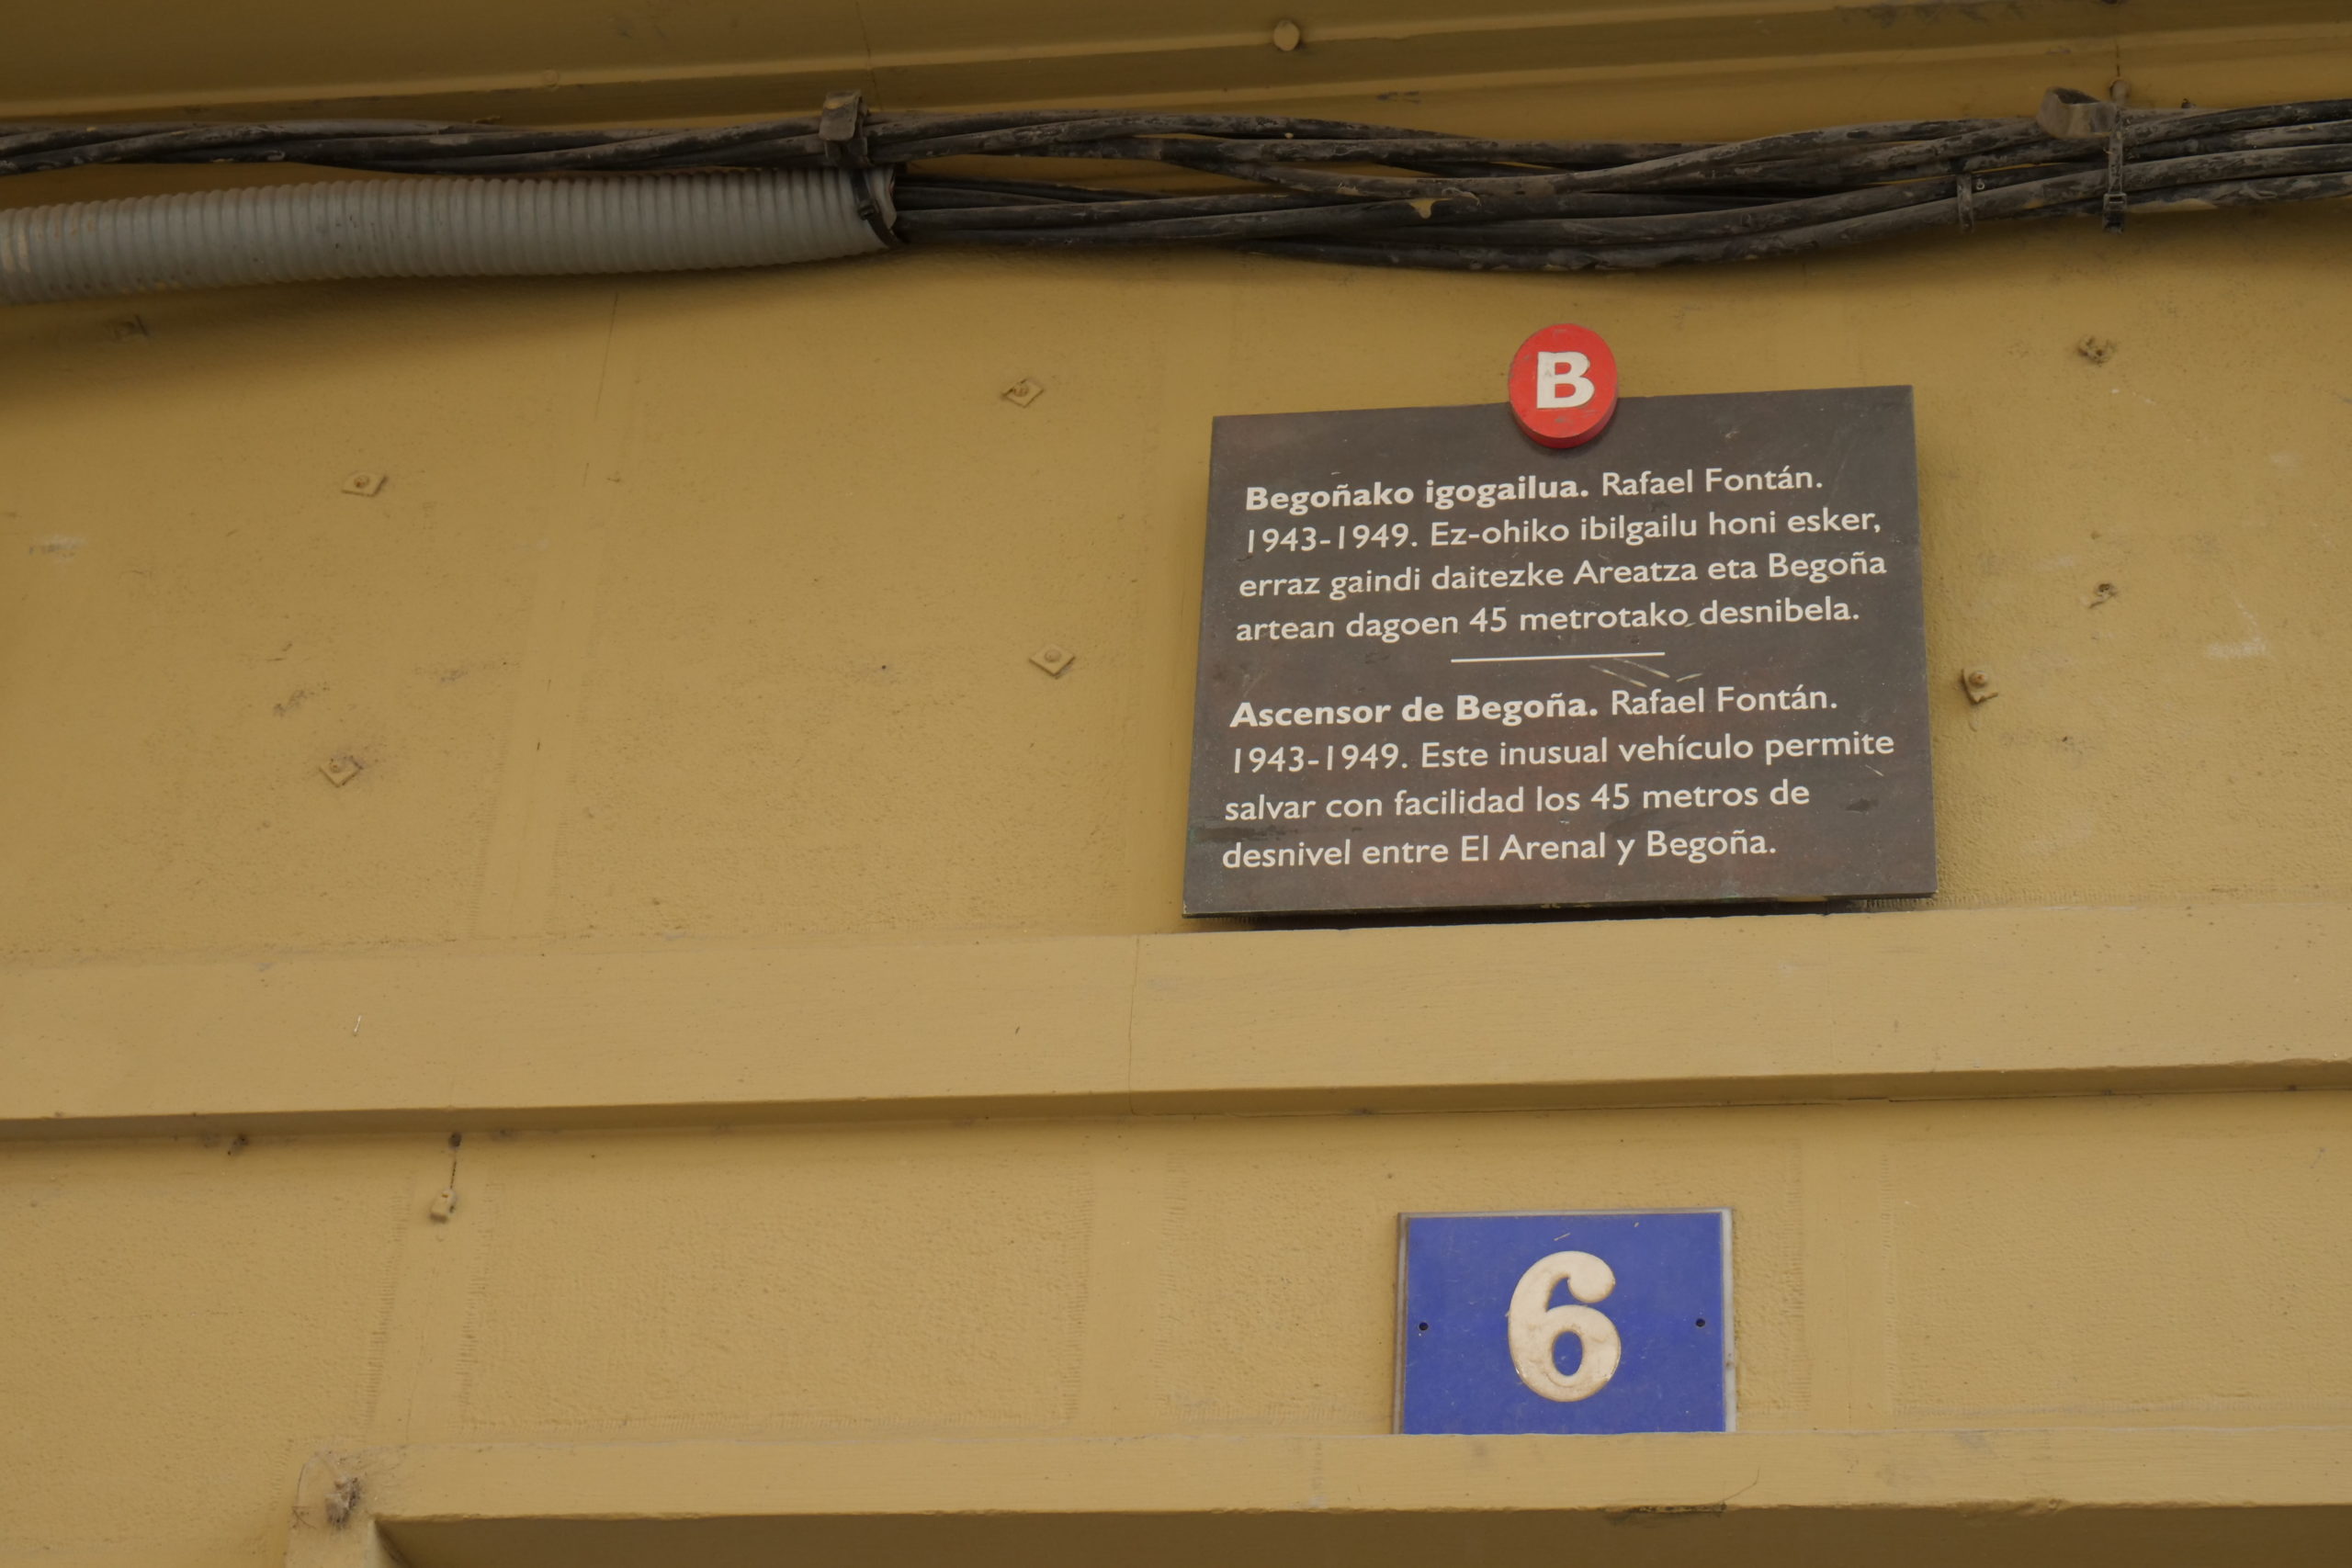 B
Begoñako igogailua. Rafael Fontán.
1943-1949. Ez-ohiko ibilgailu honi esker,
erraz gaindi daitezke Areatza eta Begoña
artean dagoen 45 metrotako desnibela.
Ascensor de Begoña. Rafael Fontán.
1943-1949. Este inusual vehículo permite
salvar con facilidad los 45 metros de
desnivel entre El Arenal y Begoña.
6